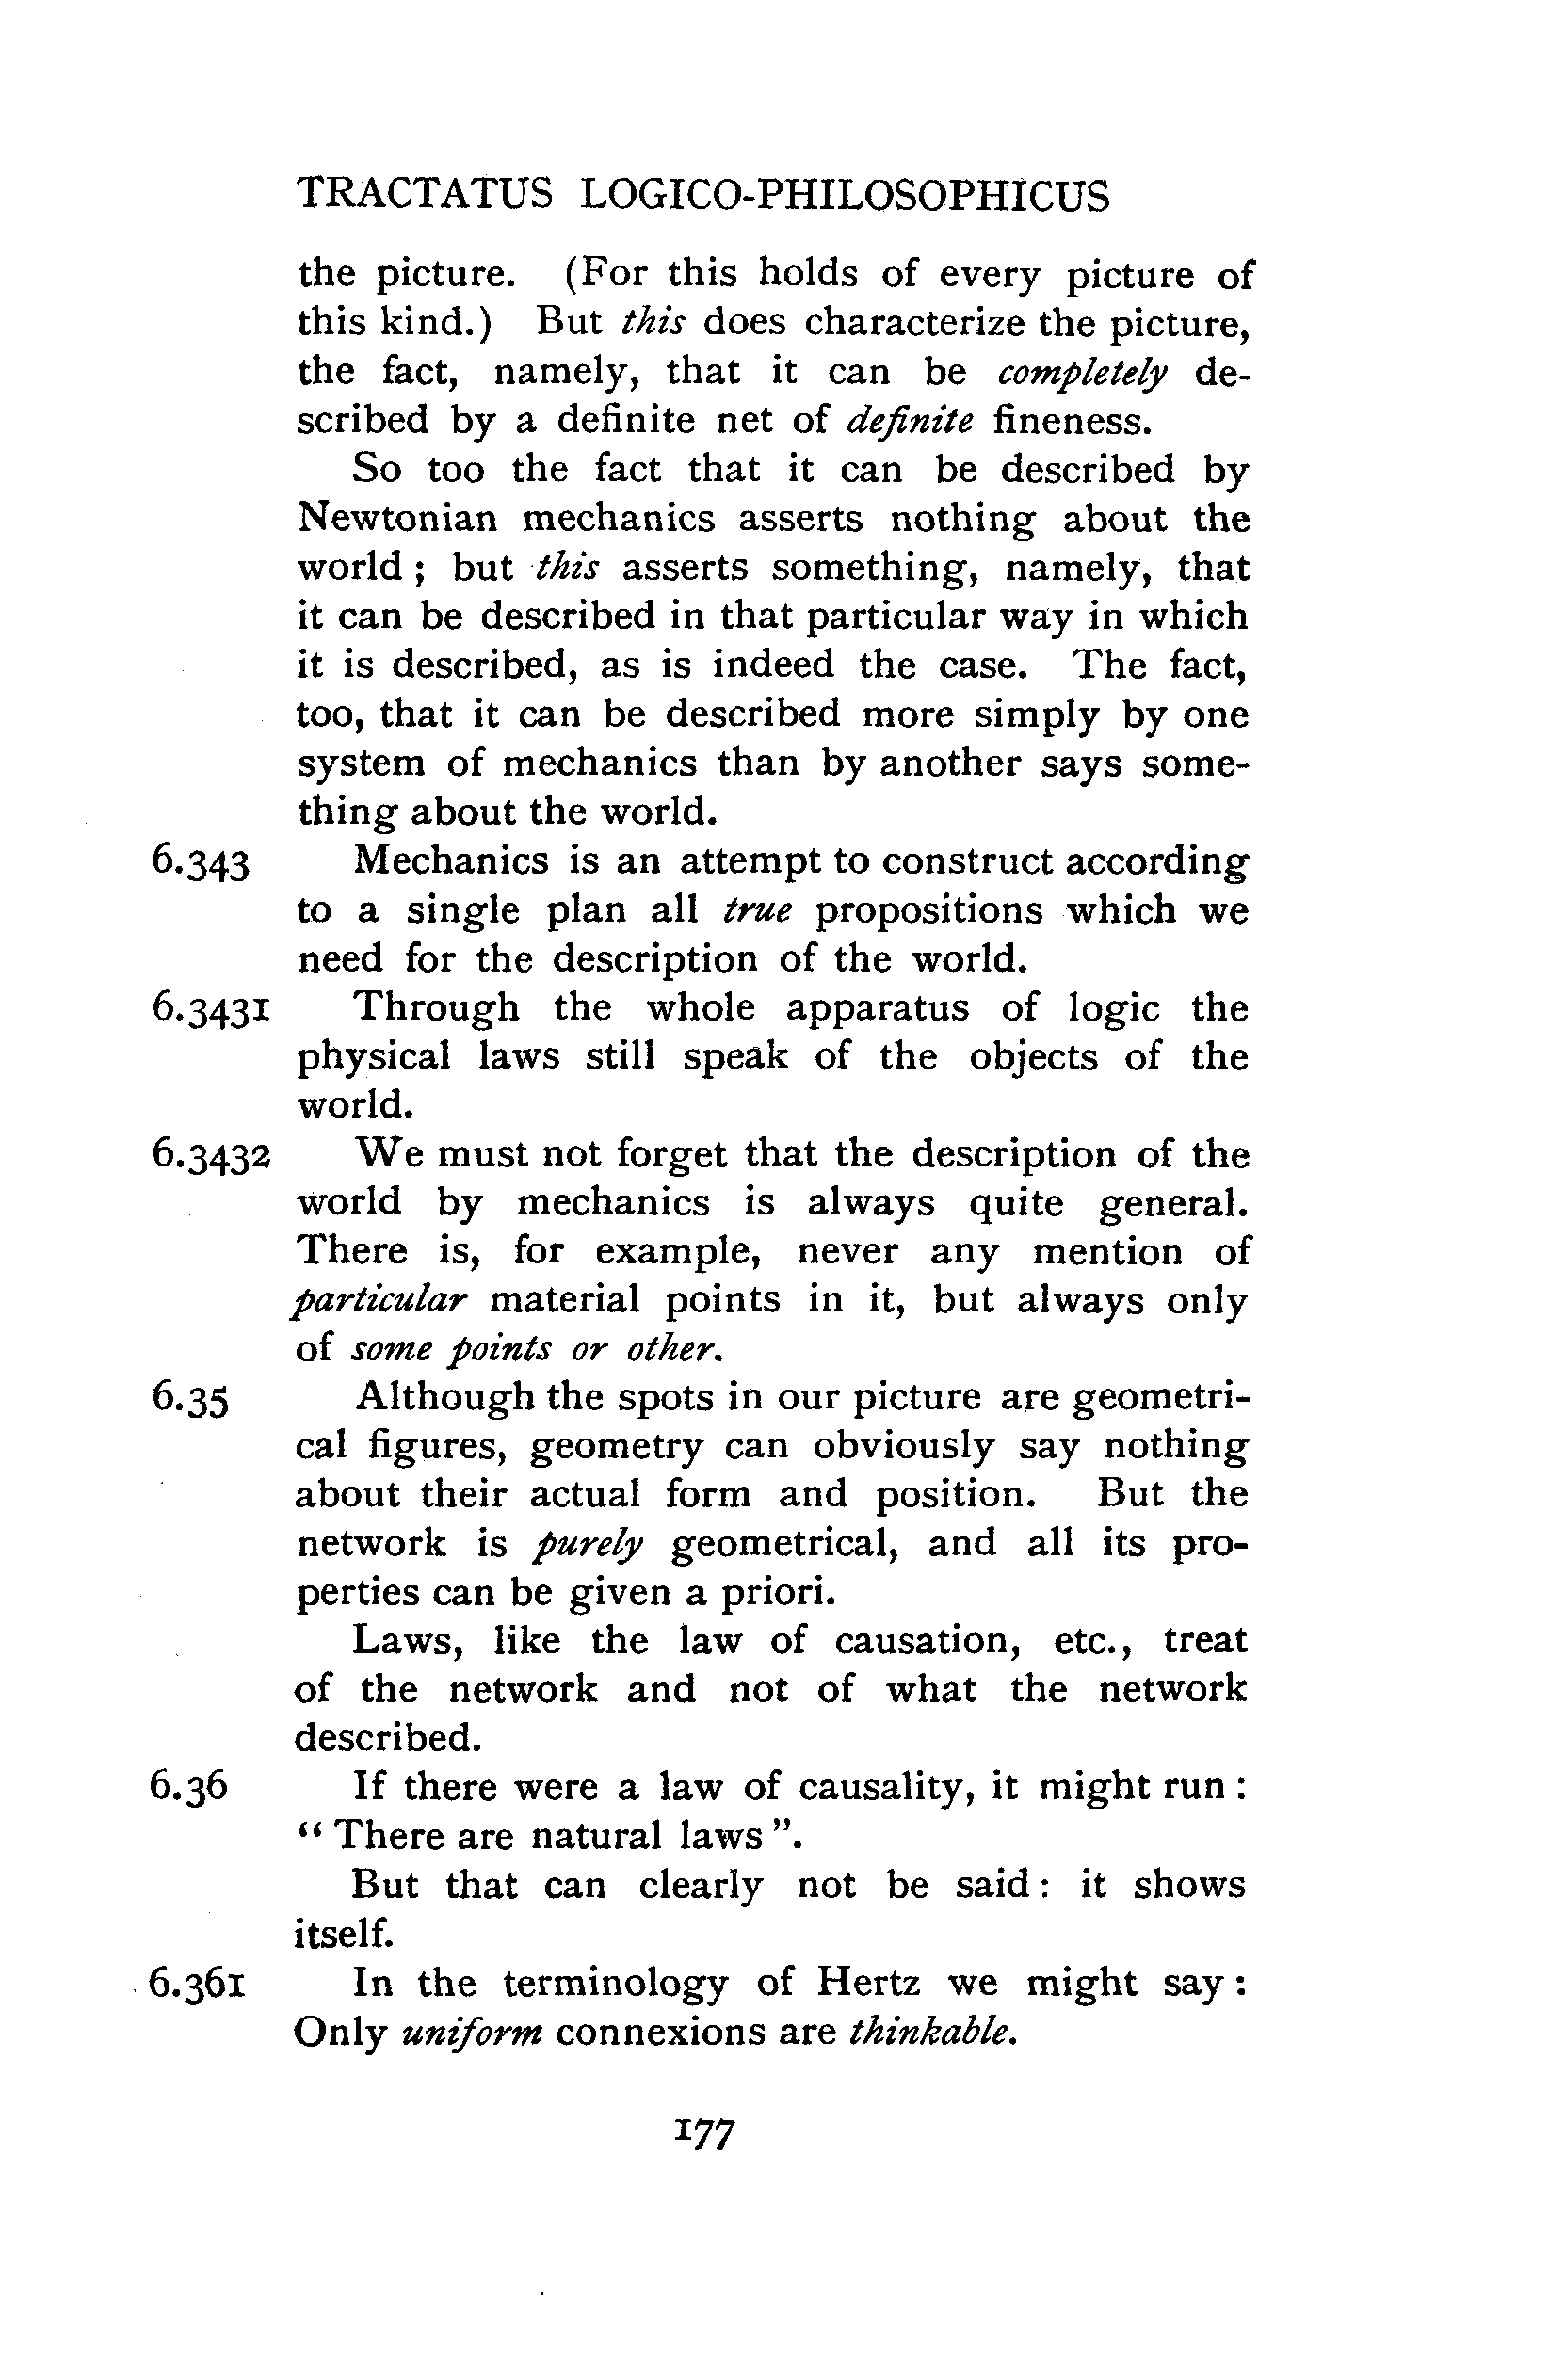 TRACTATUS LOGICO-PHILOSOPHICUS
the picture. (For this holds of every picture of
this kind.) But this does characterize the picture,
the fact, namely, that it can be completely de-
scribed by a definite net of definite fineness.
So too the fact that it can be described by
Newtonian mechanics asserts nothing about the
world ; but this asserts something, namely, that
it can be described in that particular way in which
it is described, as is indeed the case. The fact,
too, that it can be described more simply by one
system of mechanics than by another says some-
thing about the world.
6.343 Mechanics is an attempt to construct according
to a single plan all true propositions which we
need for the description of the world.
6.3431 Through the whole apparatus of logic the
physical laws still speak of the objects of the
world.
6.3432 We must not forget that the description of the
world by mechanics is always quite general.
There is, for example, never any mention of
particular material points in it, but always only
of some points or other.
6.35 Although the spots in our picture are geometri-
cal figures, geometry can obviously say nothing
about their actual form and position. But the
network is purely geometrical, and all its pro-
perties can be given a priori.
Laws, like the law of causation, etc., treat
of the network and not of what the network
described.
6.36 If there were a law of causality, it might run :
“ There are natural laws ”.
But that can clearly not be said : it shows
itself.
6.361 In the terminology of Hertz we might say :
Only uniform connexions are thinkable.
177